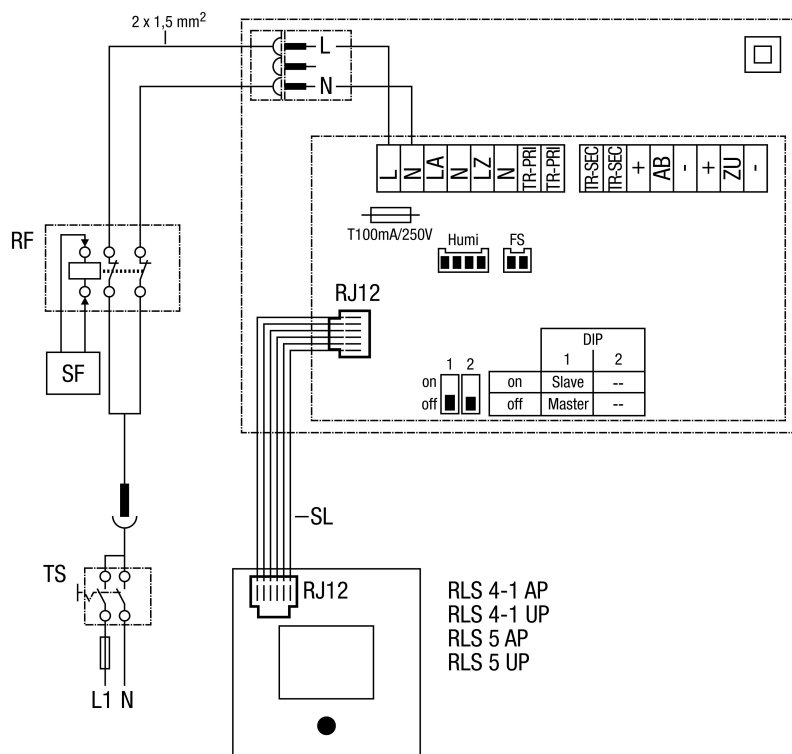 2 x 1,5 mm²
L
N
L
N
LA
N
LZ
N
TR-PRI
TR-PRI
TR-SEC
TR-SEC
+
AB
-
+
ZU
-
T100mA/250V
Humi
FS
RF
RJ12
SF
1 2
on
off
DIP
1 2
on Slave --
off Master --
SL
TS
RJ12
RLS 4-1 AP
RLS 4-1 UP
RLS 5 AP
RLS 5 UP
L1 N